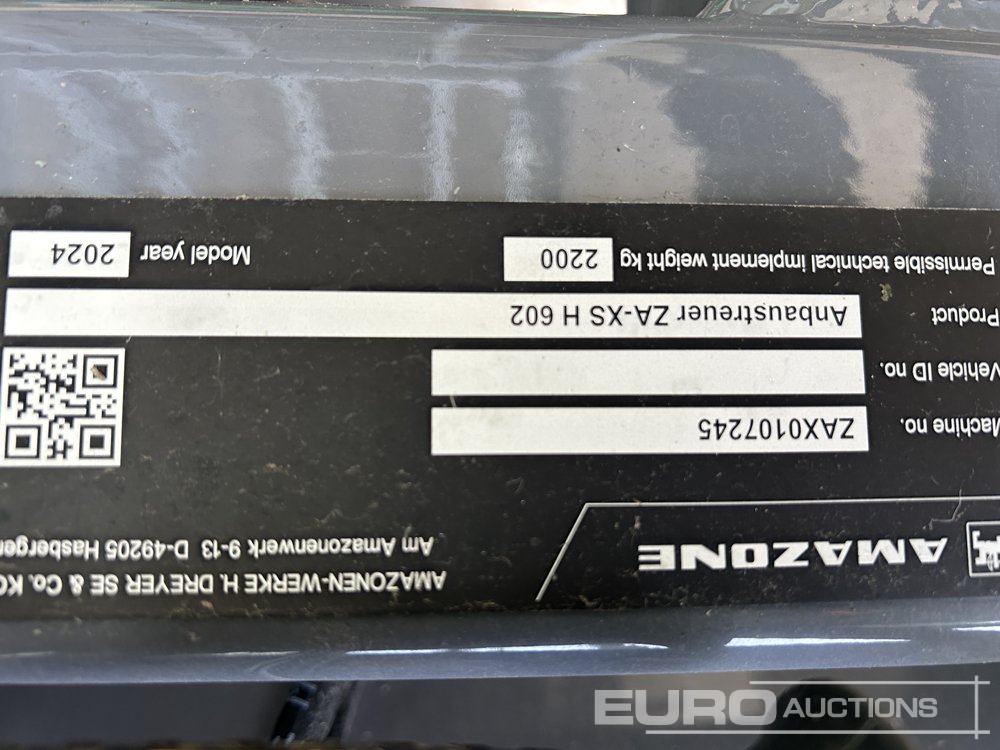 AMAZONE
AMAZONEN-WERKE H. DREYER SE & Co. KG
Am Amazonenwerk 9-13 D-49205 Hasbergen
Machine no. ZAX0107245
Vehicle ID no.
Product Anbaustreuer ZA-XS H 602
Permissible technical implement weight kg 2200 Model year 2024
EURO AUCTIONS